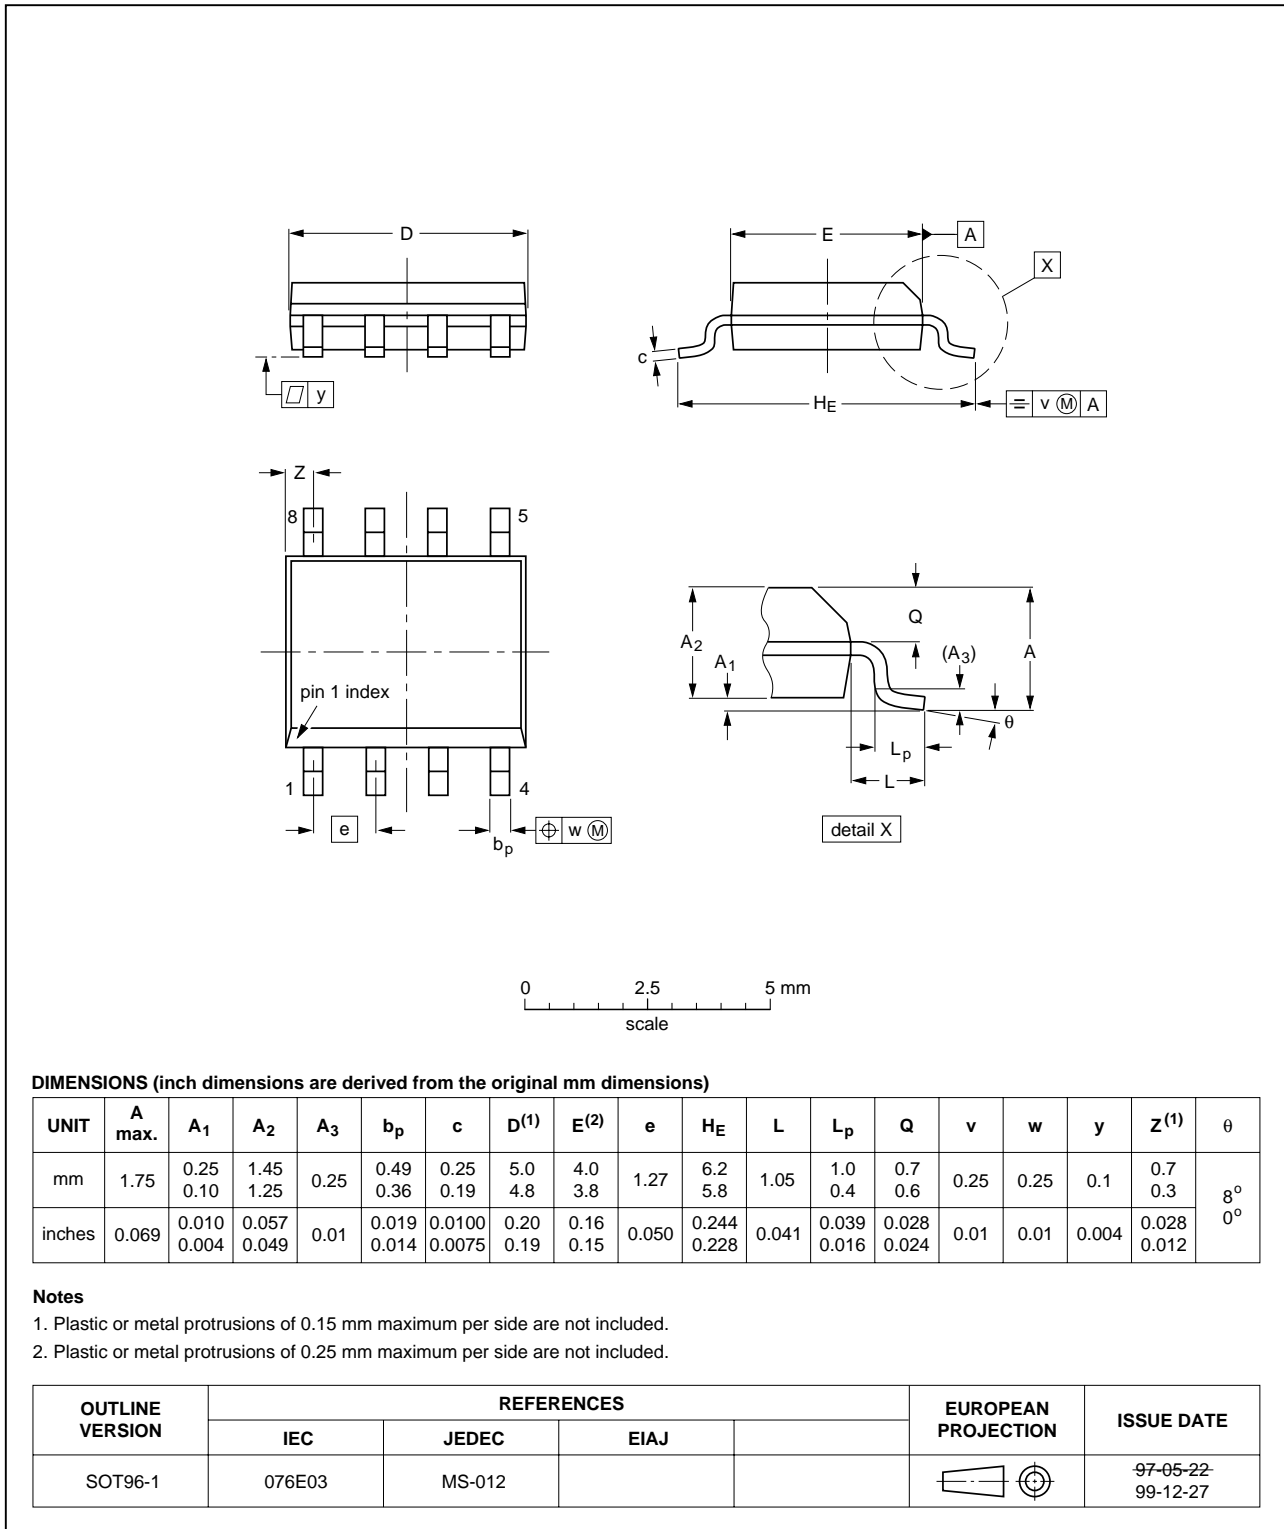 D
E
A
X
c
y
HE
v M A
Z
8
5
pin 1 index
1
4
e
bp
w M
A2
A1
Q
(A3)
A
θ
Lp
L
detail X
0 2.5 5 mm
scale
DIMENSIONS (inch dimensions are derived from the original mm dimensions)
UNIT A max. A1 A2 A3 bp c D(1) E(2) e HE L Lp Q v w y Z(1) θ
mm 1.75 0.25 0.10 1.45 1.25 0.25 0.49 0.36 0.25 0.19 5.0 4.8 4.0 3.8 1.27 6.2 5.8 1.05 1.0 0.4 0.7 0.6 0.25 0.25 0.1 0.7 0.3 8° 0°
inches 0.069 0.010 0.004 0.057 0.049 0.01 0.019 0.014 0.0100 0.0075 0.20 0.19 0.16 0.15 0.050 0.244 0.228 0.041 0.039 0.016 0.028 0.024 0.01 0.01 0.004 0.028 0.012
Notes
1. Plastic or metal protrusions of 0.15 mm maximum per side are not included.
2. Plastic or metal protrusions of 0.25 mm maximum per side are not included.
OUTLINE VERSION REFERENCES EUROPEAN PROJECTION ISSUE DATE
IEC JEDEC EIAJ
SOT96-1 076E03 MS-012 97-05-22
99-12-27